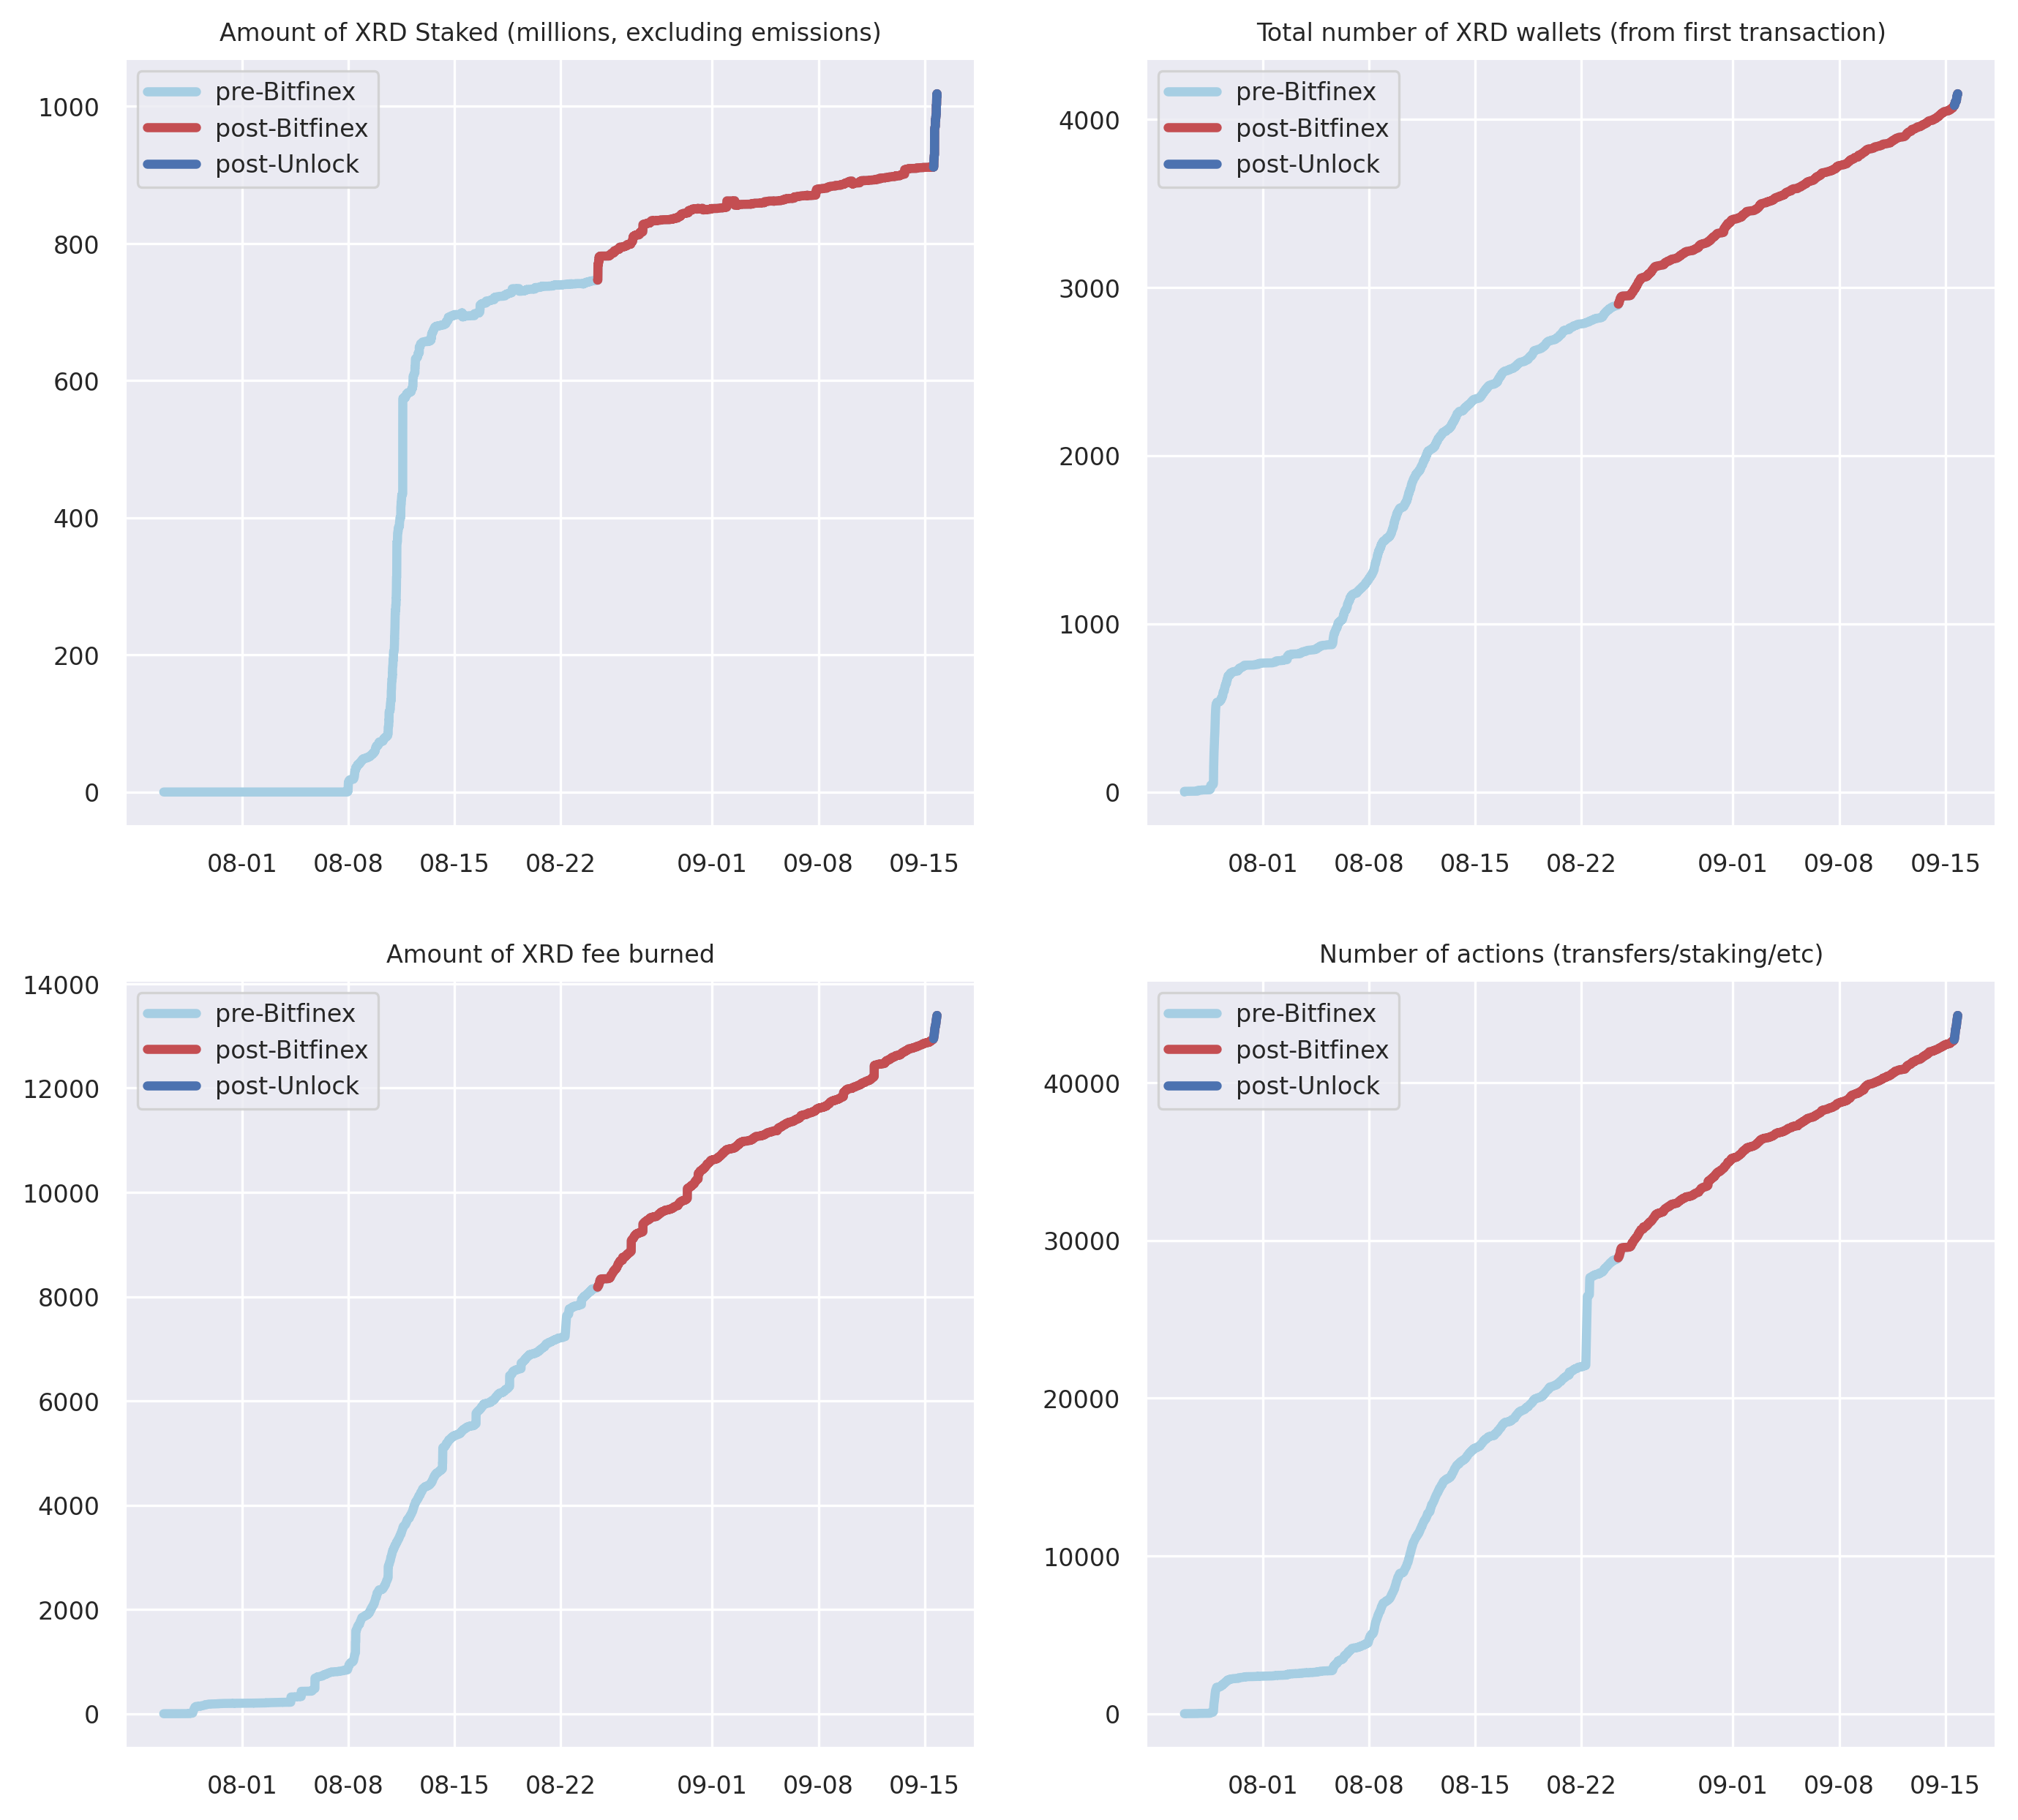 Amount of XRD Staked (millions, excluding emissions)
pre-Bitfinex
post-Bitfinex
post-Unlock
1000
800
600
400
200
0
08-01 08-08 08-15 08-22 09-01 09-08 09-15
Total number of XRD wallets (from first transaction)
pre-Bitfinex
post-Bitfinex
post-Unlock
4000
3000
2000
1000
0
08-01 08-08 08-15 08-22 09-01 09-08 09-15
Amount of XRD fee burned
pre-Bitfinex
post-Bitfinex
post-Unlock
14000
12000
10000
8000
6000
4000
2000
0
08-01 08-08 08-15 08-22 09-01 09-08 09-15
Number of actions (transfers/staking/etc)
pre-Bitfinex
post-Bitfinex
post-Unlock
40000
30000
20000
10000
0
08-01 08-08 08-15 08-22 09-01 09-08 09-15